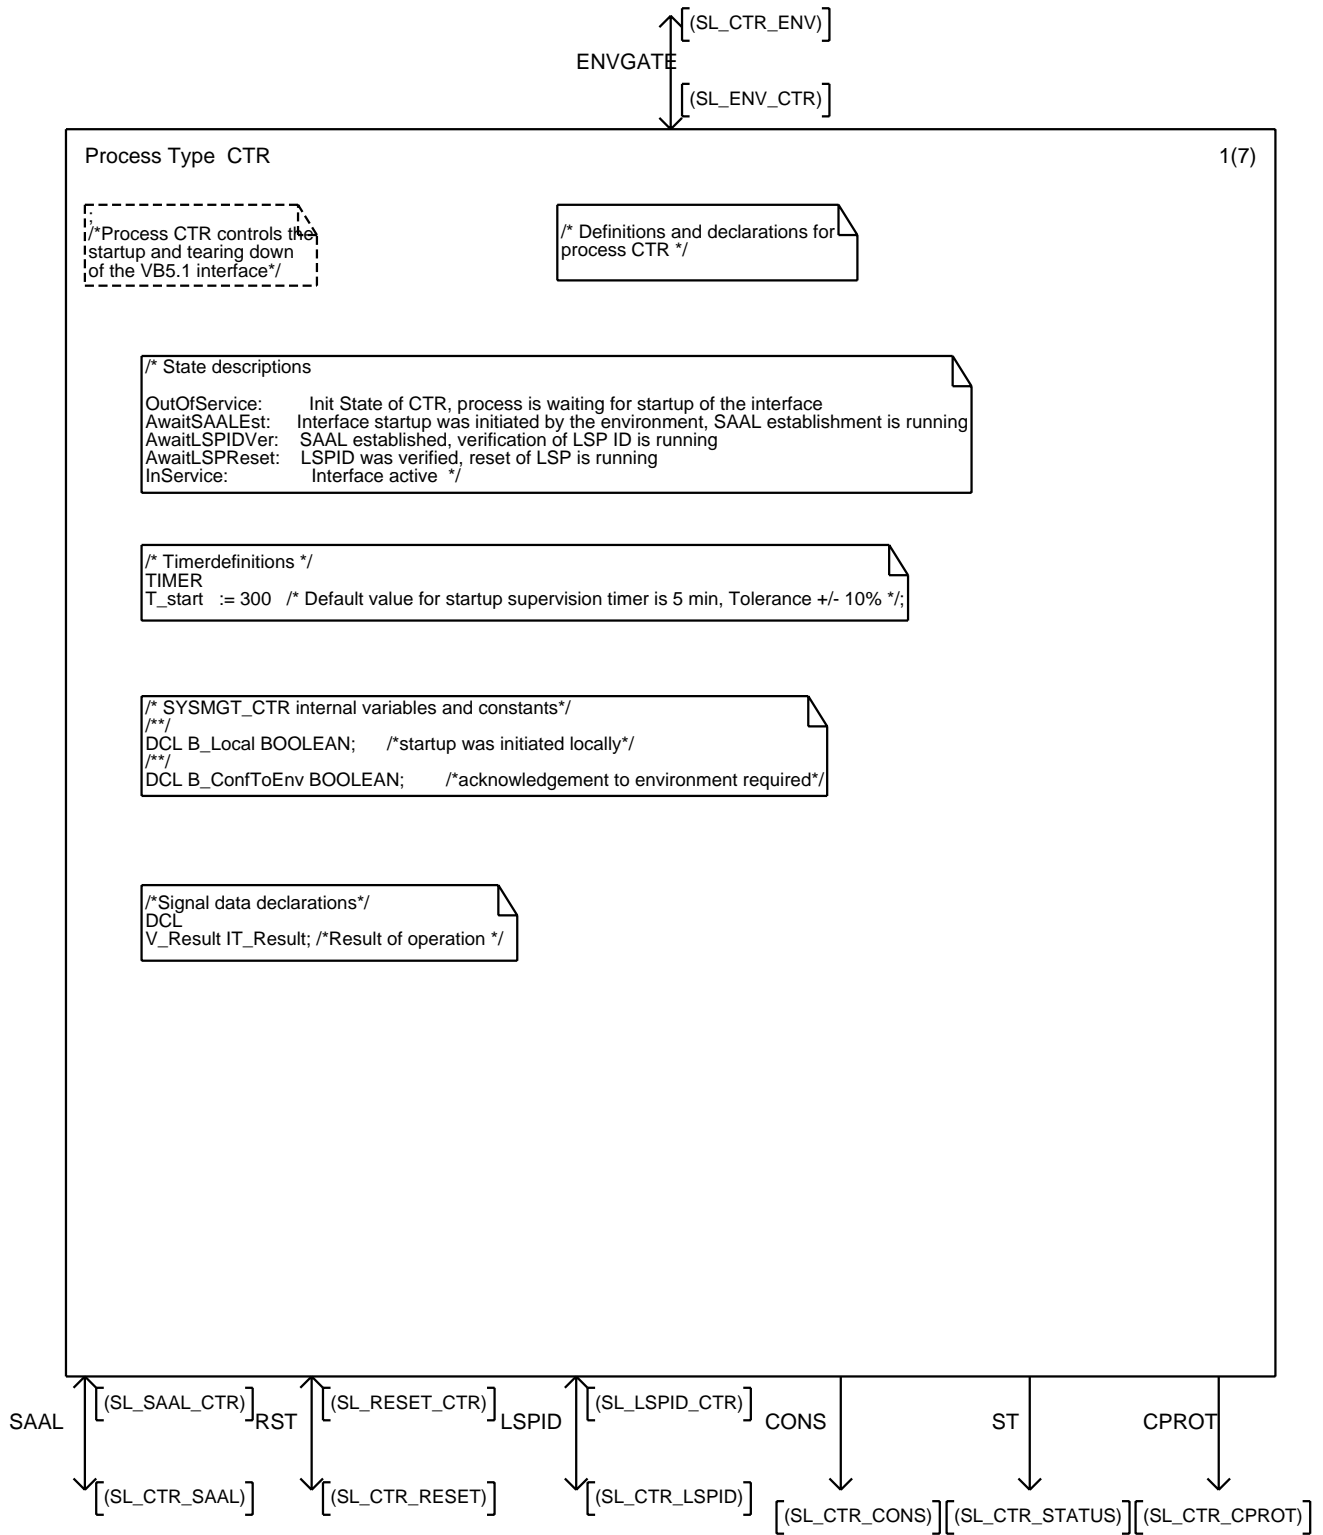 (SL_CTR_ENV)
ENVGATE
(SL_ENV_CTR)
Process Type CTR
1(7)
;
/*Process CTR controls the
startup and tearing down
of the VB5.1 interface*/
/* Definitions and declarations for
process CTR */
/* State descriptions
OutOfService: Init State of CTR, process is waiting for startup of the interface
AwaitSAALEst: Interface startup was initiated by the environment, SAAL establishment is running
AwaitLSPIDVer: SAAL established, verification of LSP ID is running
AwaitLSPReset: LSPID was verified, reset of LSP is running
InService: Interface active */
/* Timerdefinitions */
TIMER
T_start := 300 /* Default value for startup supervision timer is 5 min, Tolerance +/- 10% */;
/* SYSMGT_CTR internal variables and constants*/
/**/
DCL B_Local BOOLEAN; /*startup was initiated locally*/
/**/
DCL B_ConfToEnv BOOLEAN; /*acknowledgement to environment required*/
/*Signal data declarations*/
DCL
V_Result IT_Result; /*Result of operation */
(SL_SAAL_CTR)
(SL_RESET_CTR)
(SL_LSPID_CTR)
SAAL
RST
LSPID
CONS
ST
CPROT
(SL_CTR_SAAL)
(SL_CTR_RESET)
(SL_CTR_LSPID)
(SL_CTR_CONS)
(SL_CTR_STATUS)
(SL_CTR_CPROT)